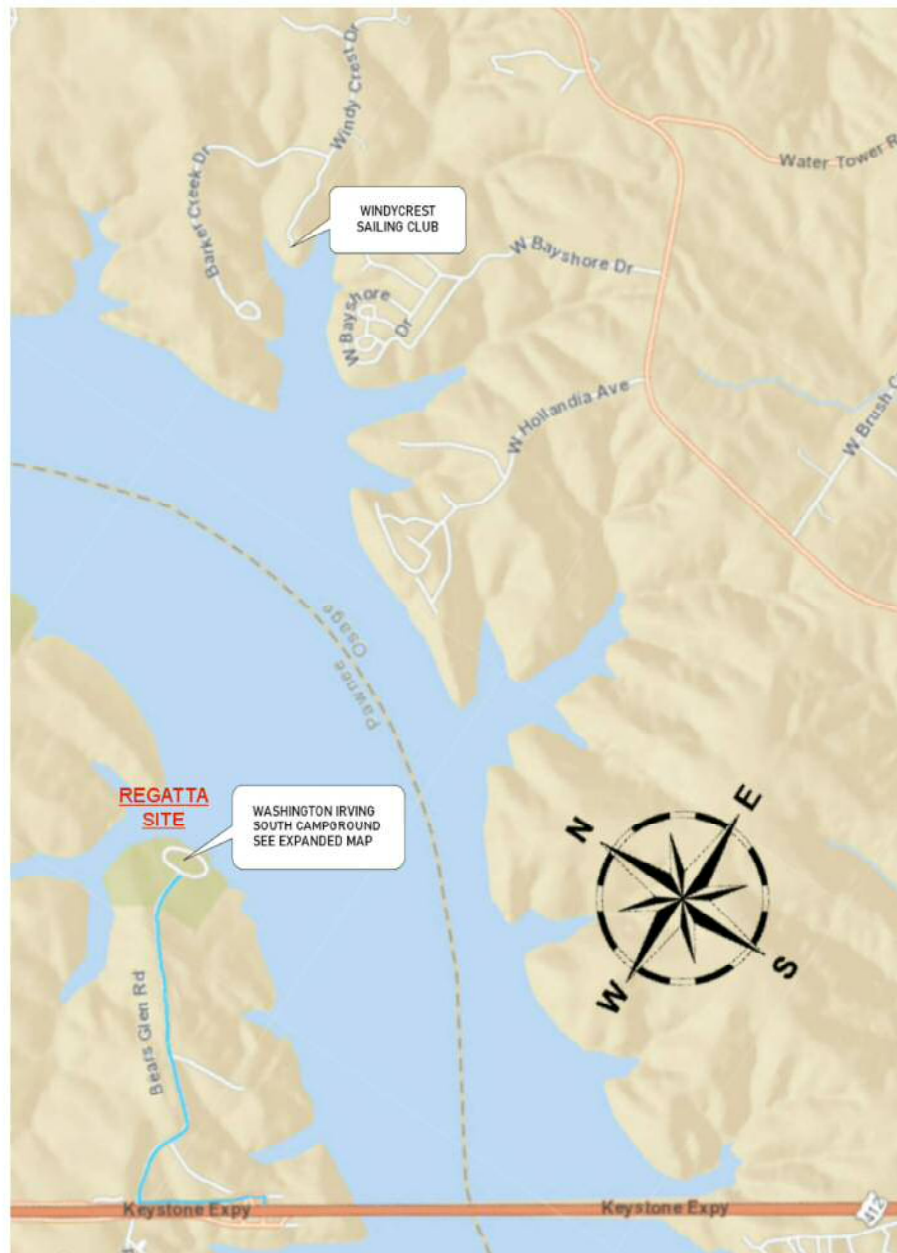 Windy Crest Dr
Water Tower R
Barker Creek Dr
WINDYCREST
SAILING CLUB
W Bayshore Dr
W Bayshore
Dr
W Hollandia Ave
W Brush C
Osage
Pawnee
REGATTA
SITE
WASHINGTON IRVING
SOUTH CAMPGROUND
SEE EXPANDED MAP
E
N
S
W
Bears Glen Rd
Keystone Expy
Keystone Expy
412